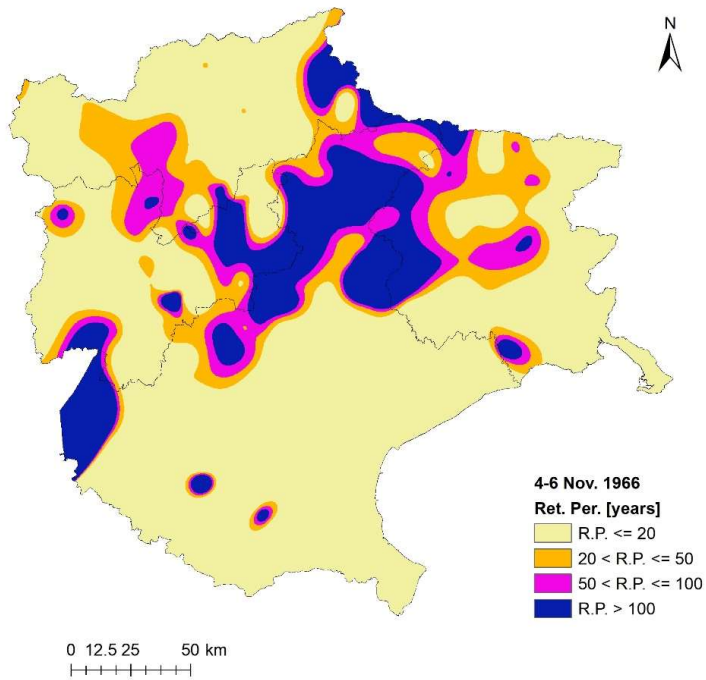 N
4-6 Nov. 1966
Ret. Per. [years]
R.P. <= 20
20 < R.P. <= 50
50 < R.P. <= 100
R.P. > 100
0 12.5 25 50 km